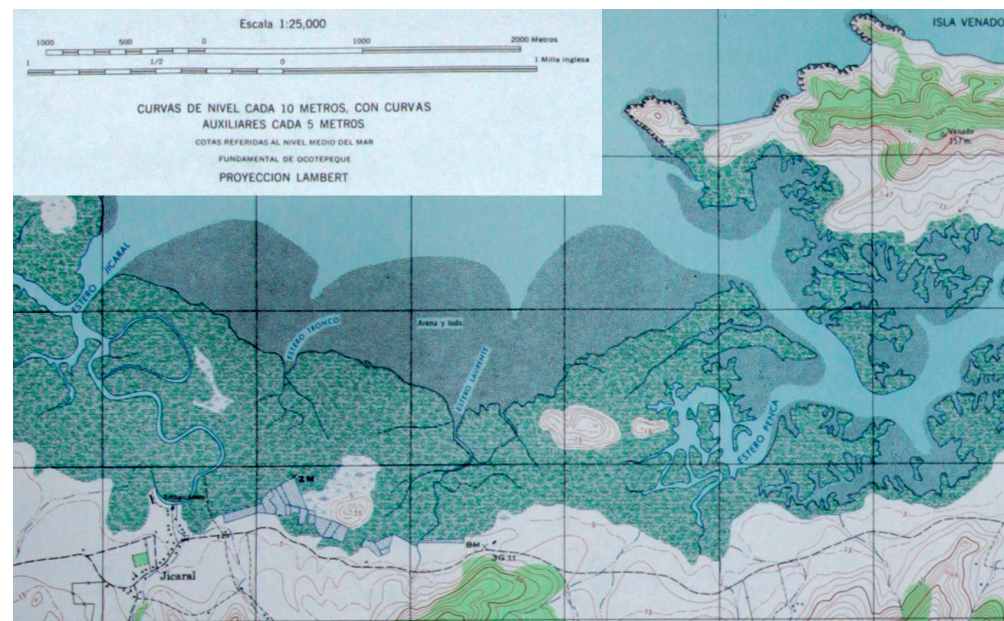 Escala 1:25,000
1000 500 0 1000 2000 Metros
1 1/2 0 1 Milla inglesa
CURVAS DE NIVEL CADA 10 METROS, CON CURVAS
AUXILIARES CADA 5 METROS
COTAS REFERIDAS AL NIVEL MEDIO DEL MAR
FUNDAMENTAL DE OCOTEPEQUE
PROYECCION LAMBERT
ISLA VENADO
Venado
157 m.
ESTERO JICARAL
ESTERO TRONCO
Arena y lodo
ESTERO LAURENTE
ESTERO PENCA
2 M
BM
3G 11
Jicaral